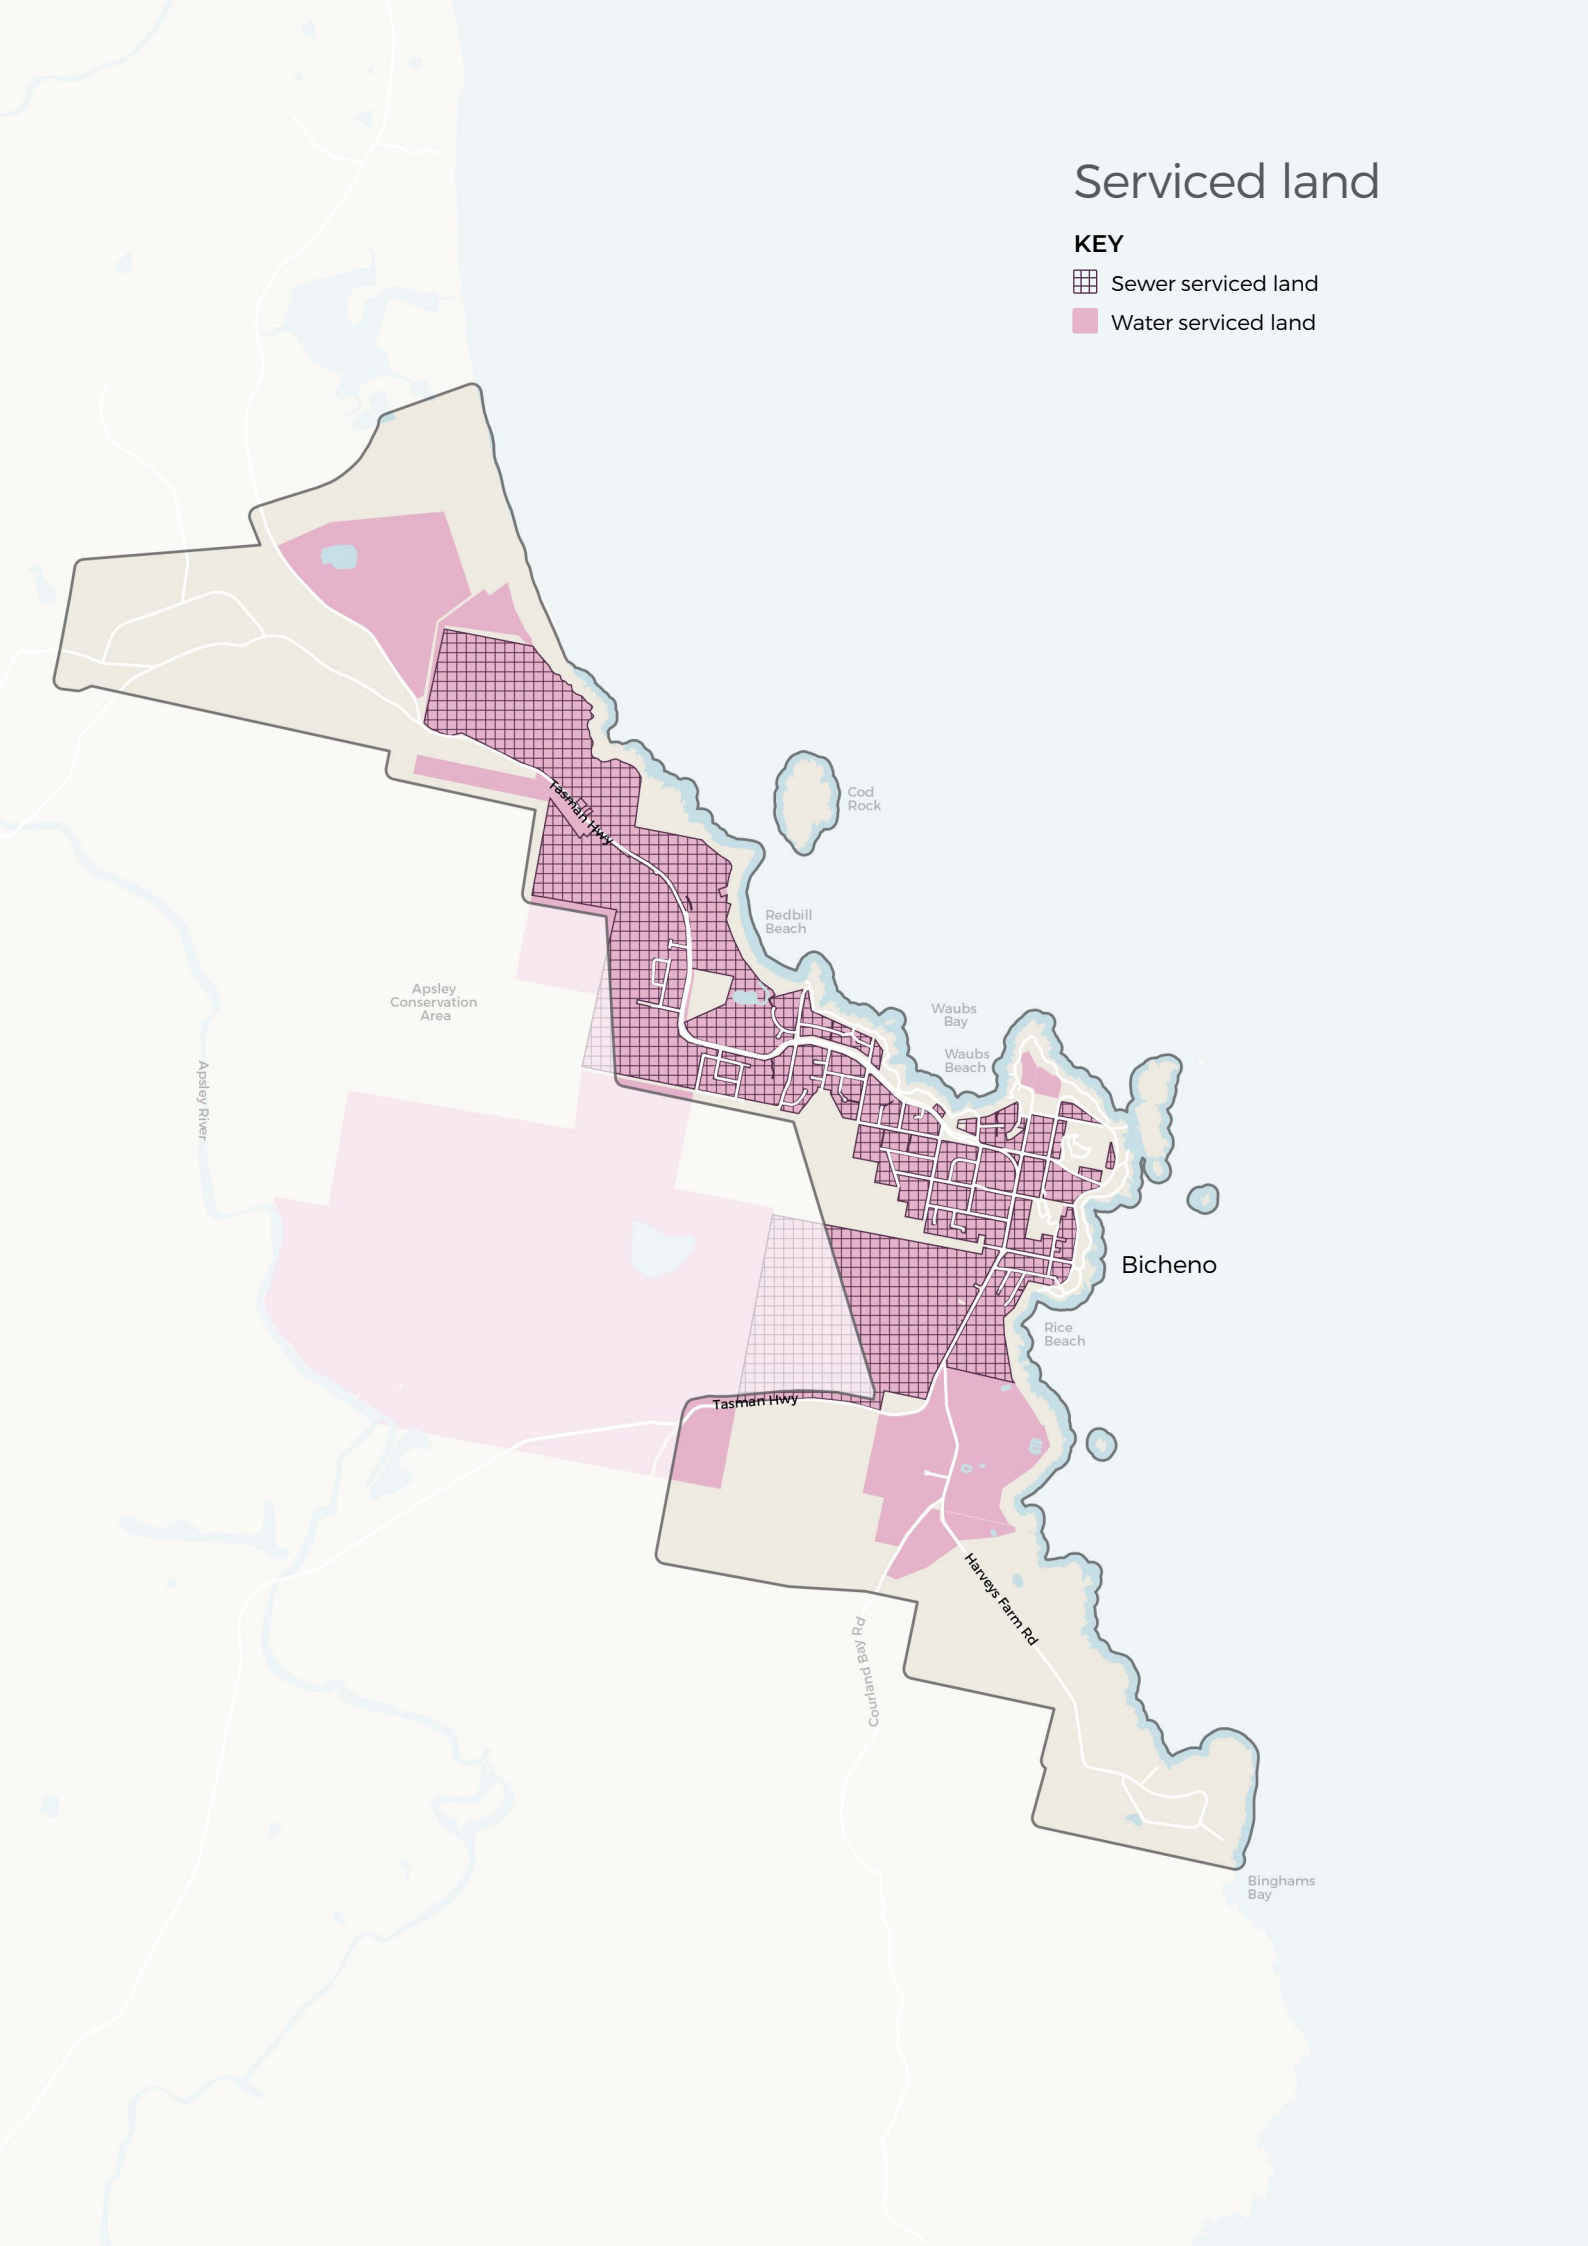 Serviced land
KEY
Sewer serviced land
Water serviced land
Tasman Hwy
Cod
Rock
Redbill
Beach
Apsley
Conservation
Area
Waubs
Bay
Waubs
Beach
Apsley River
Bicheno
Rice
Beach
Tasman Hwy
Harveys Farm Rd
Courland Bay Rd
Binghams
Bay